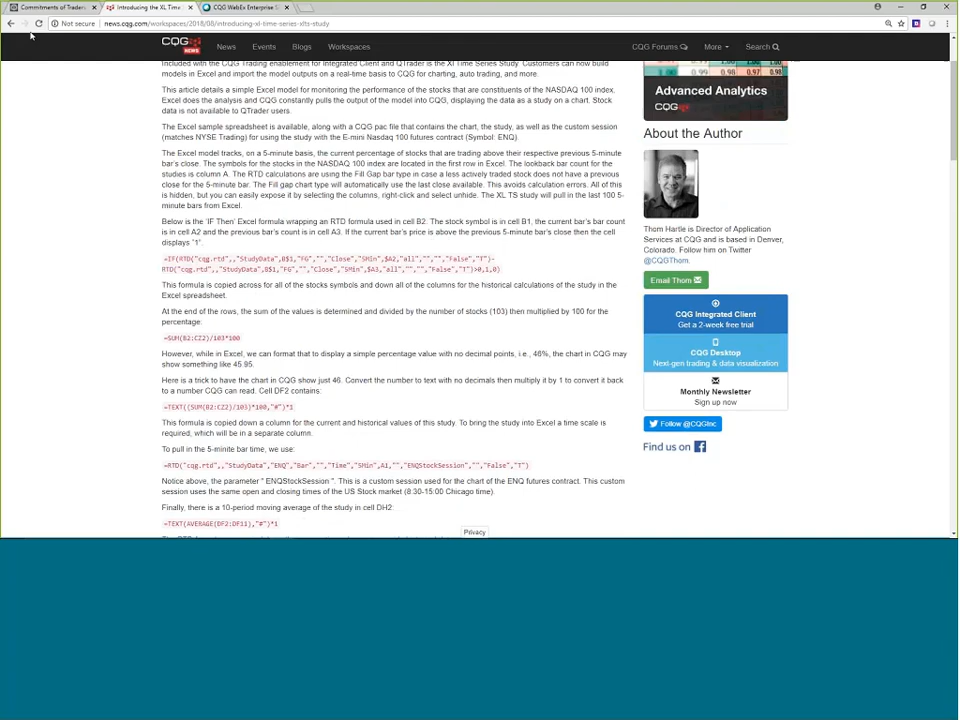 Commitments of Traders
Introducing the XL Time
CQG WebEx Enterprise S
Not secure
news.cqg.com/workspaces/2018/08/introducing-xl-time-series-xlts-study
CQG
NEWS
News
Events
Blogs
Workspaces
CQG Forums
More
Search
Included with the CQG Trading enablement for Integrated Client and QTrader is the Xl Time Series Study. Customers can now build
models in Excel and import the model outputs on a real-time basis to CQG for charting, auto trading, and more.
This article details a simple Excel model for monitoring the performance of the stocks that are constituents of the NASDAQ 100 index.
Excel does the analysis and CQG constantly pulls the output of the model into CQG, displaying the data as a study on a chart. Stock
data is not available to QTrader users.
The Excel sample spreadsheet is available, along with a CQG pac file that contains the chart, the study, as well as the custom session
(matches NYSE Trading) for using the study with the E-mini Nasdaq 100 futures contract (Symbol: ENQ).
The Excel model tracks, on a 5-minute basis, the current percentage of stocks that are trading above their respective previous 5-minute
bar's close. The symbols for the stocks in the NASDAQ 100 index are located in the first row in Excel. The lookback bar count for the
studies is column A. The RTD calculations are using the Fill Gap bar type in case a less actively traded stock does not have a previous
close for the 5-minute bar. The Fill gap chart type will automatically use the last close available. This avoids calculation errors. All of this
is hidden, but you can easily expose it by selecting the columns, right-click and select unhide. The XL TS study will pull in the last 100 5-
minute bars from Excel.
Below is the 'IF Then' Excel formula wrapping an RTD formula used in cell B2. The stock symbol is in cell B1, the current bar's bar count
is in cell A2 and the previous bar's count is in cell A3. If the current bar's price is above the previous 5-minute bar's close then the cell
displays "1".
=IF(RTD("cqg.rtd",,"StudyData",B$1,"FG","","Close","5Min",$A2,"all","","","False","T")-
RTD("cqg.rtd",,"StudyData",B$1,"FG","","Close","5Min",$A3,"all","","","False","T")>0,1,0)
This formula is copied across for all of the stocks symbols and down all of the columns for the historical calculations of the study in the
Excel spreadsheet.
At the end of the rows, the sum of the values is determined and divided by the number of stocks (103) then multiplied by 100 for the
percentage:
=SUM(B2:CZ2)/103*100
However, while in Excel, we can format that to display a simple percentage value with no decimal points, i.e., 46%, the chart in CQG may
show something like 45.95.
Here is a trick to have the chart in CQG show just 46. Convert the number to text with no decimals then multiply it by 1 to convert it back
to a number CQG can read. Cell DF2 contains:
=TEXT((SUM(B2:CZ2)/103)*100,"#")*1
This formula is copied down a column for the current and historical values of this study. To bring the study into Excel a time scale is
required, which will be in a separate column.
To pull in the 5-minite bar time, we use:
=RTD("cqg.rtd",,"StudyData","ENQ","Bar","","Time","5Min",A1,"","ENQStockSession","","False","T")
Notice above, the parameter " ENQStockSession ". This is a custom session used for the chart of the ENQ futures contract. This custom
session uses the same open and closing times of the US Stock market (8:30-15:00 Chicago time).
Finally, there is a 10-period moving average of the study in cell DH2:
=TEXT(AVERAGE(DF2:DF11),"#")*1
Privacy
0.99 0.98 0.97
Advanced Analytics
CQG
About the Author
Thom Hartle is Director of Application
Services at CQG and is based in Denver,
Colorado. Follow him on Twitter
@CQGThom.
Email Thom
CQG Integrated Client
Get a 2-week free trial
CQG Desktop
Next-gen trading & data visualization
Monthly Newsletter
Sign up now
Follow @CQGInc
Find us on f